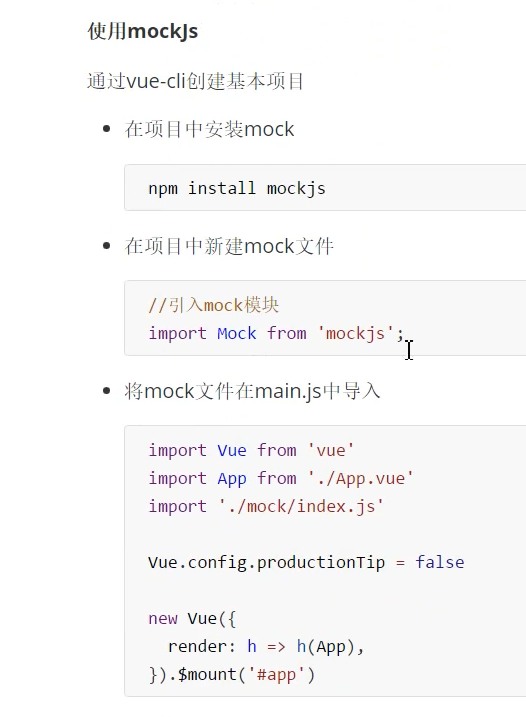 使用mockJs
通过vue-cli创建基本项目
在项目中安装mock
npm install mockjs
在项目中新建mock文件
//引入mock模块
import Mock from 'mockjs';
将mock文件在main.js中导入
import Vue from 'vue'
import App from './App.vue'
import './mock/index.js'
Vue.config.productionTip = false
new Vue({
  render: h => h(App),
}).$mount('#app')